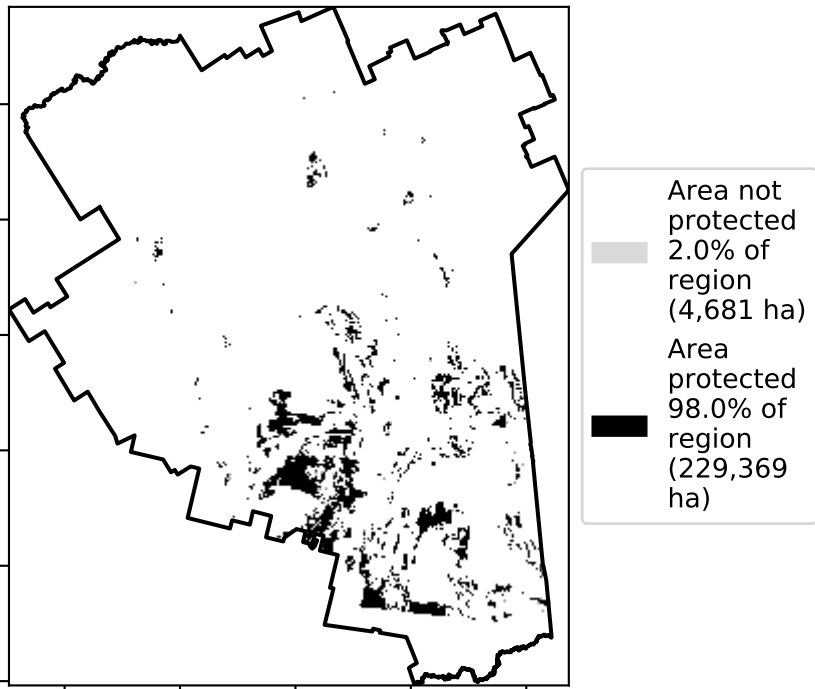 Area not
protected
2.0% of
region
(4,681 ha)
Area
protected
98.0% of
region
(229,369
ha)